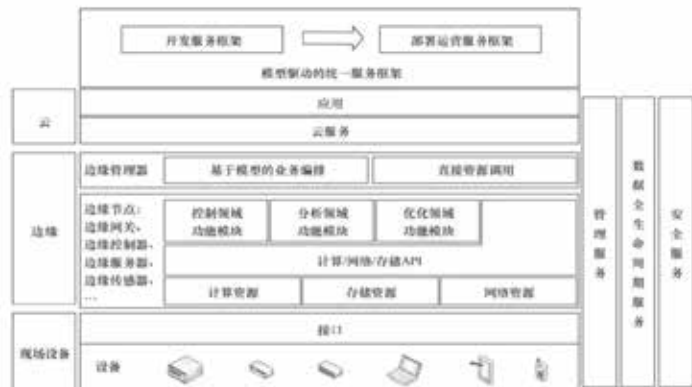 开发服务框架
部署运营服务框架
模型驱动的统一服务框架
云
应用
云服务
边缘
边缘管理器
基于模型的业务编排
直接资源调用
边缘节点:
边缘网关、
边缘控制器、
边缘服务器、
边缘传感器、
…
控制领域
功能模块
分析领域
功能模块
优化领域
功能模块
计算/网络/存储API
计算资源
存储资源
网络资源
现场设备
接口
设备
管理服务
数据全生命周期服务
安全服务